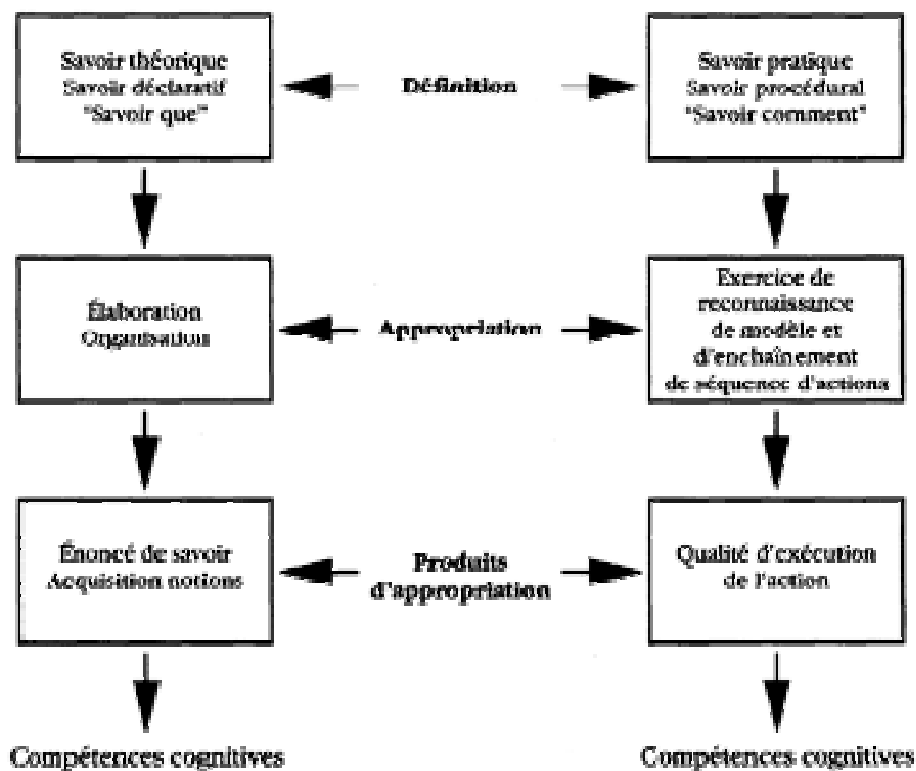 Savoir théorique
Savoir déclaratif
"Savoir que"
Définition
Savoir pratique
Savoir procédural
"Savoir comment"
Élaboration
Organisation
Appropriation
Exercice de
reconnaissance
de modèle et
d'enchaînement
de séquence d'actions
Énoncé de savoir
Acquisition notions
Produits
d'appropriation
Qualité d'exécution
de l'action
Compétences cognitives
Compétences cognitives